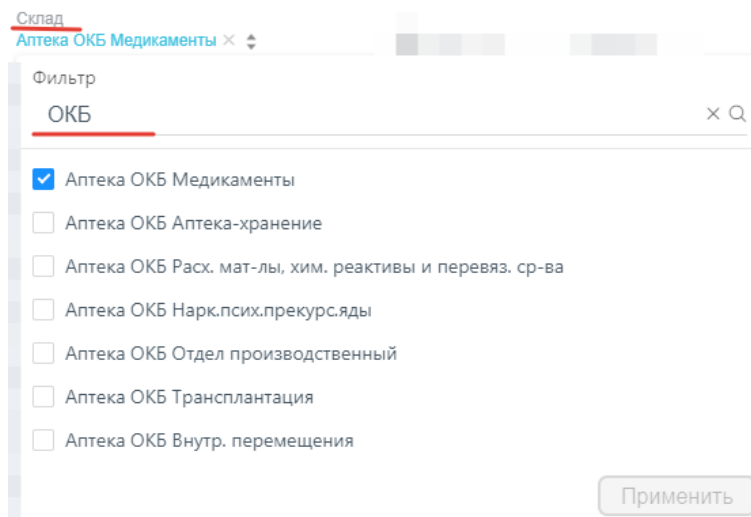 Склад
Аптека ОКБ Медикаменты
Фильтр
ОКБ
Аптека ОКБ Медикаменты
Аптека ОКБ Аптека-хранение
Аптека ОКБ Расх. мат-лы, хим. реактивы и перевяз. ср-ва
Аптека ОКБ Нарк.псих.прекурс.яды
Аптека ОКБ Отдел производственный
Аптека ОКБ Трансплантация
Аптека ОКБ Внутр. перемещения
Применить